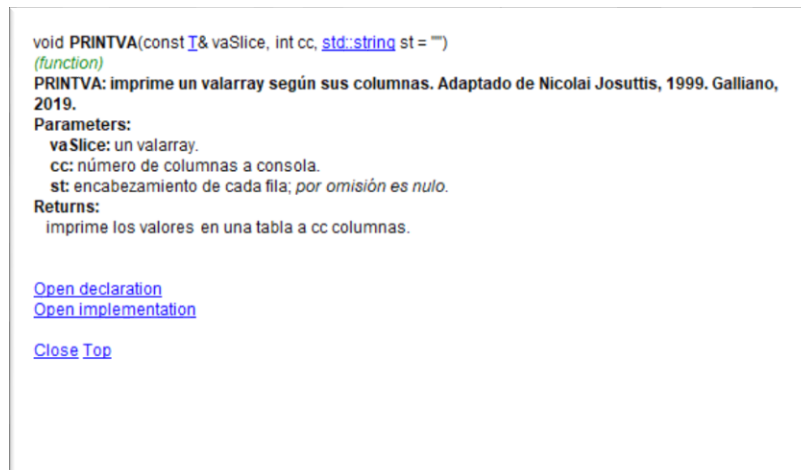 void PRINTVA(const T& vaSlice, int cc, std::string st = "")
(function)
PRINTVA: imprime un valarray según sus columnas. Adaptado de Nicolai Josuttis, 1999. Galliano,
2019.
Parameters:
vaSlice: un valarray.
cc: número de columnas a consola.
st: encabezamiento de cada fila; por omisión es nulo.
Returns:
imprime los valores en una tabla a cc columnas.
Open declaration
Open implementation
Close Top